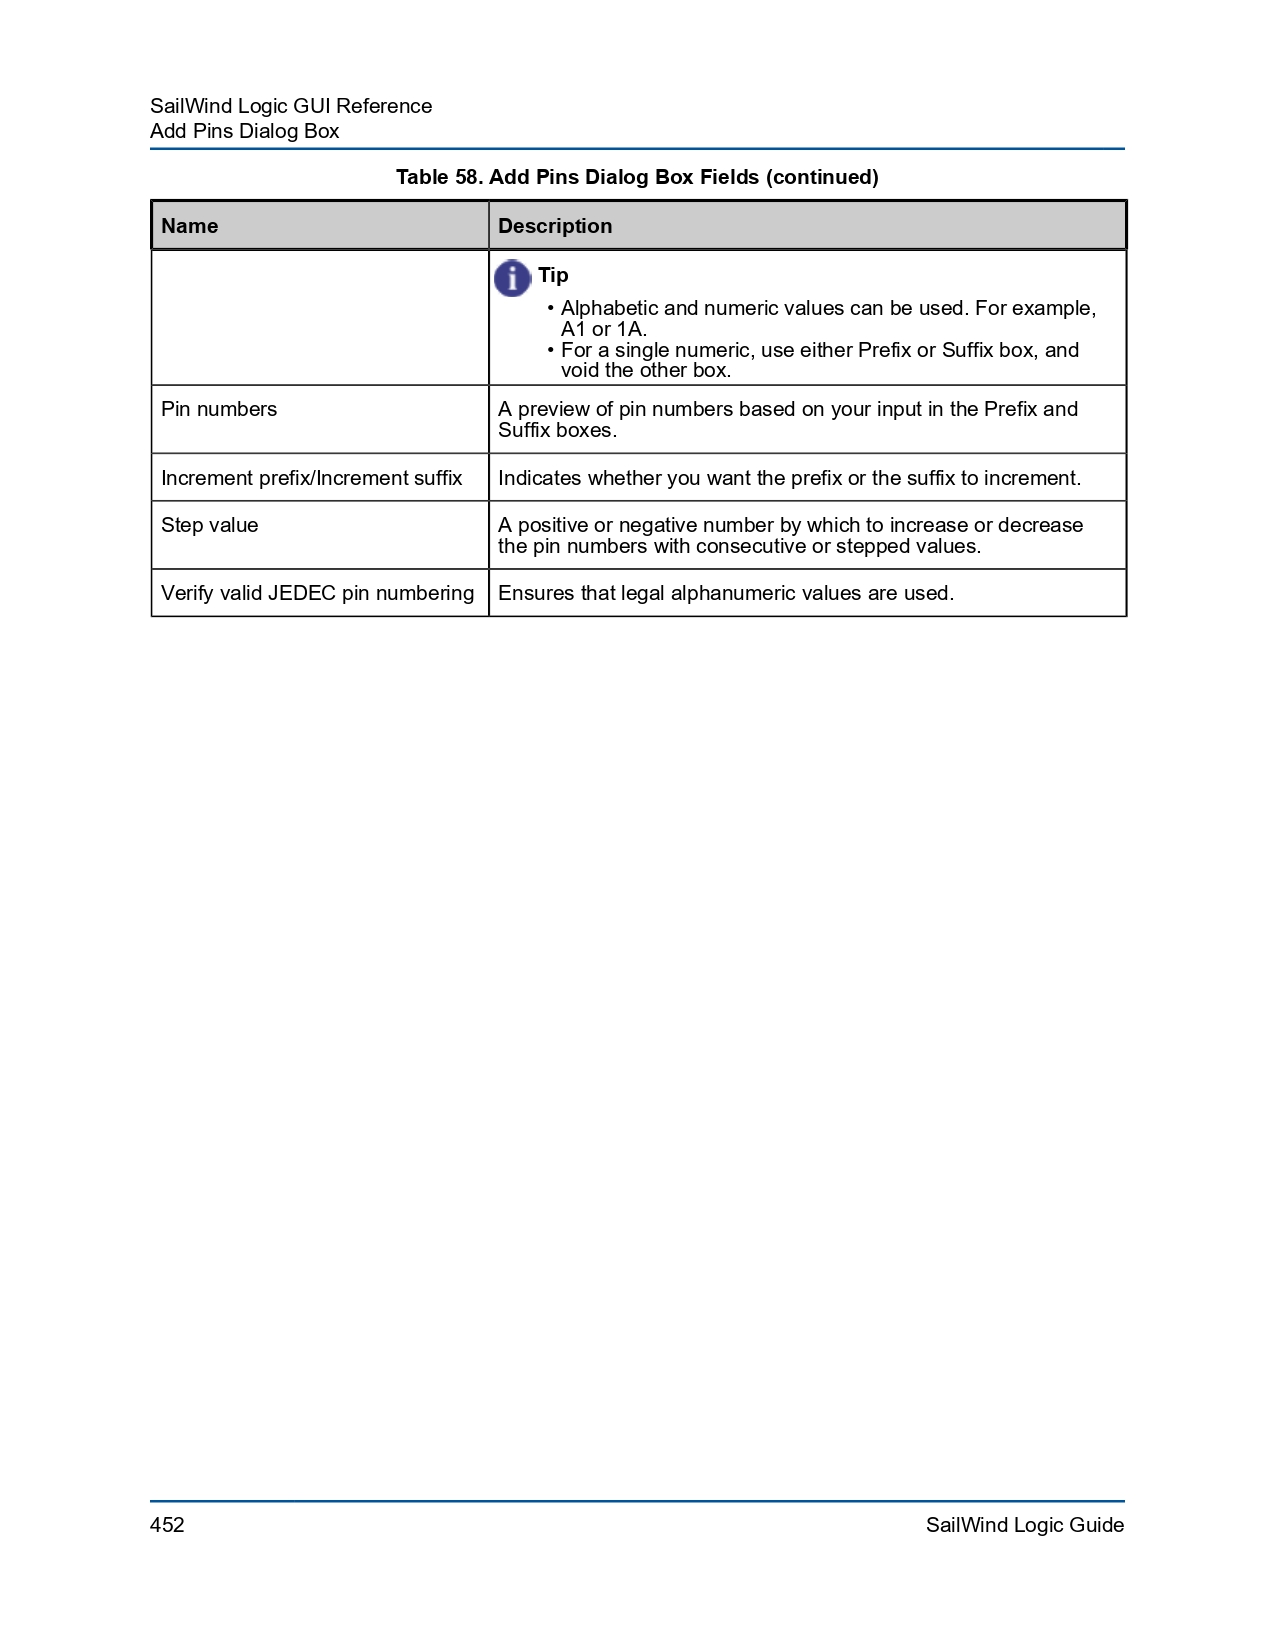 SailWind Logic GUI Reference
Add Pins Dialog Box
Table 58. Add Pins Dialog Box Fields (continued)
Name Description
i Tip
• Alphabetic and numeric values can be used. For example,
A1 or 1A.
• For a single numeric, use either Prefix or Suffix box, and
void the other box.
Pin numbers A preview of pin numbers based on your input in the Prefix and
Suffix boxes.
Increment prefix/Increment suffix Indicates whether you want the prefix or the suffix to increment.
Step value A positive or negative number by which to increase or decrease
the pin numbers with consecutive or stepped values.
Verify valid JEDEC pin numbering Ensures that legal alphanumeric values are used.
452 SailWind Logic Guide